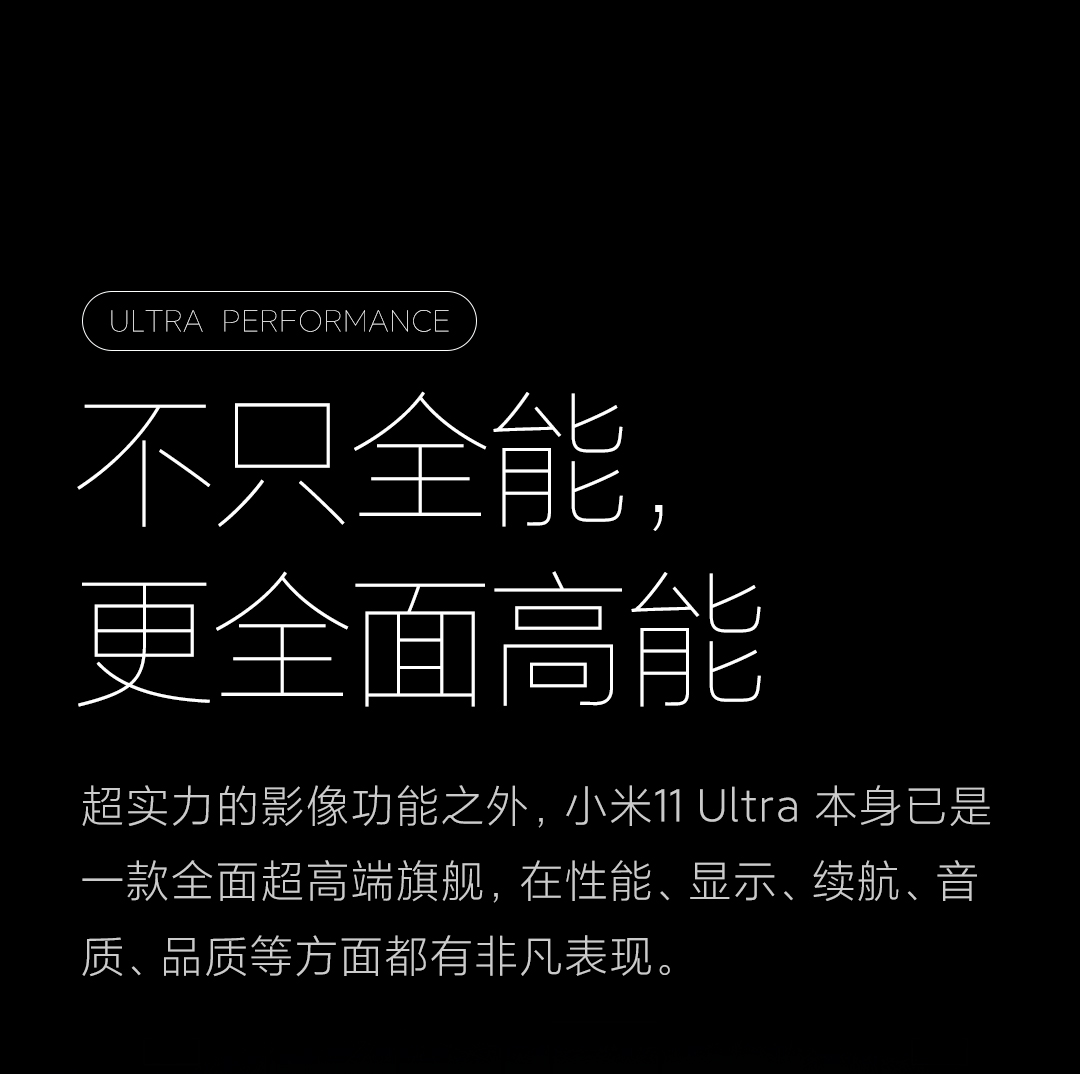 ULTRA PERFORMANCE
不只全能，
更全面高能
超实力的影像功能之外，小米11 Ultra 本身已是
一款全面超高端旗舰，在性能、显示、续航、音
质、品质等方面都有非凡表现。